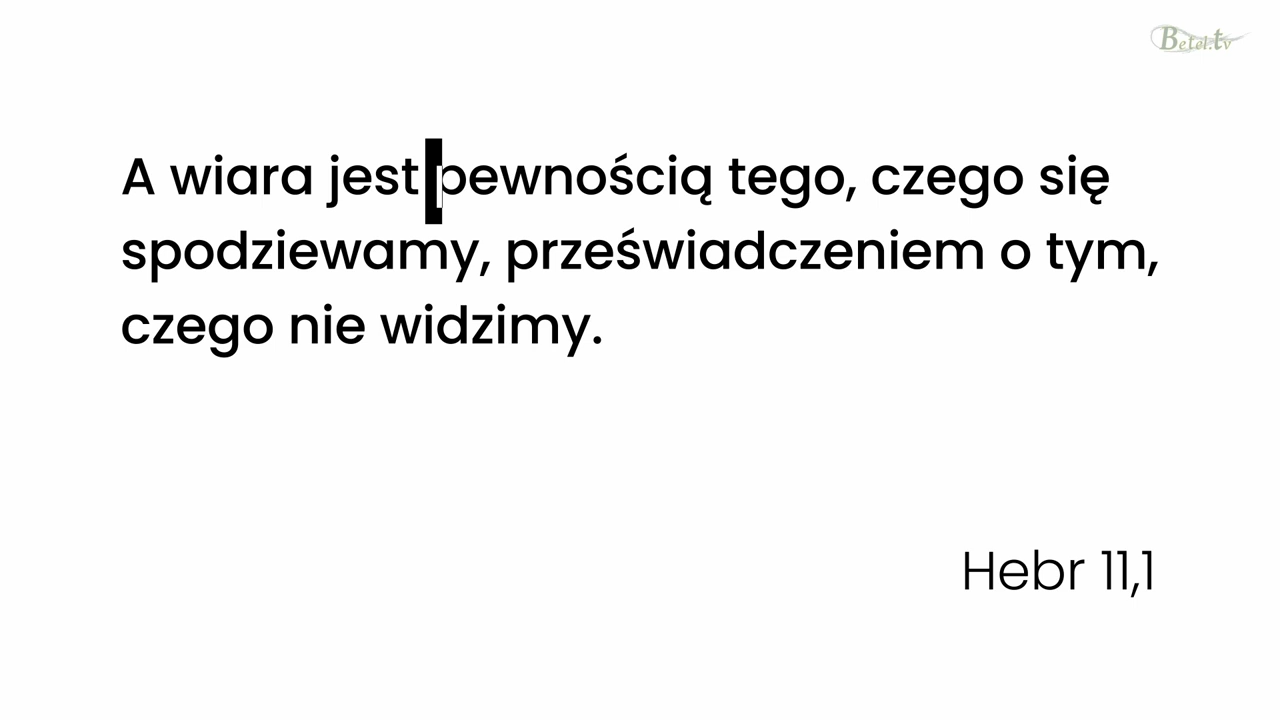 Betel.tv
A wiara jest pewnością tego, czego się
spodziewamy, przeświadczeniem o tym,
czego nie widzimy.
Hebr 11,1